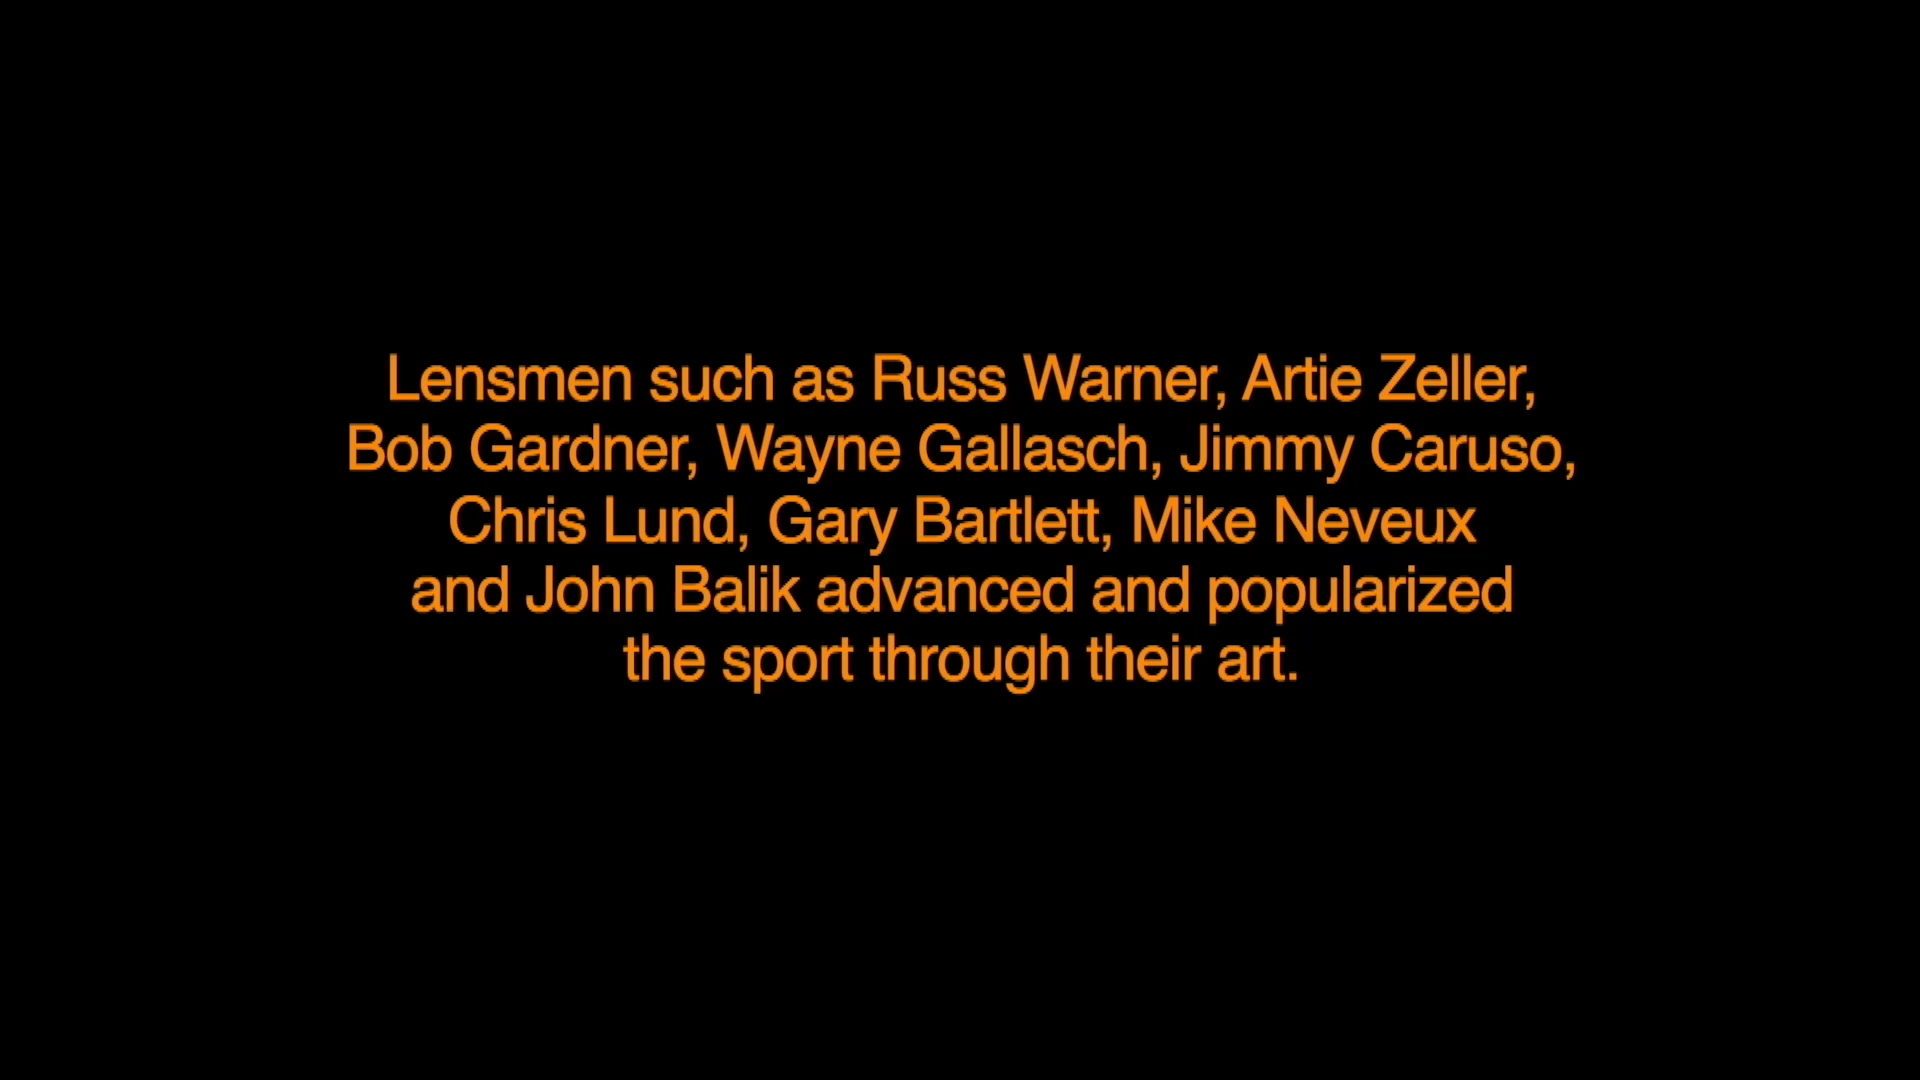 Lensmen such as Russ Warner, Artie Zeller,
Bob Gardner, Wayne Gallasch, Jimmy Caruso,
Chris Lund, Gary Bartlett, Mike Neveux
and John Balik advanced and popularized
the sport through their art.